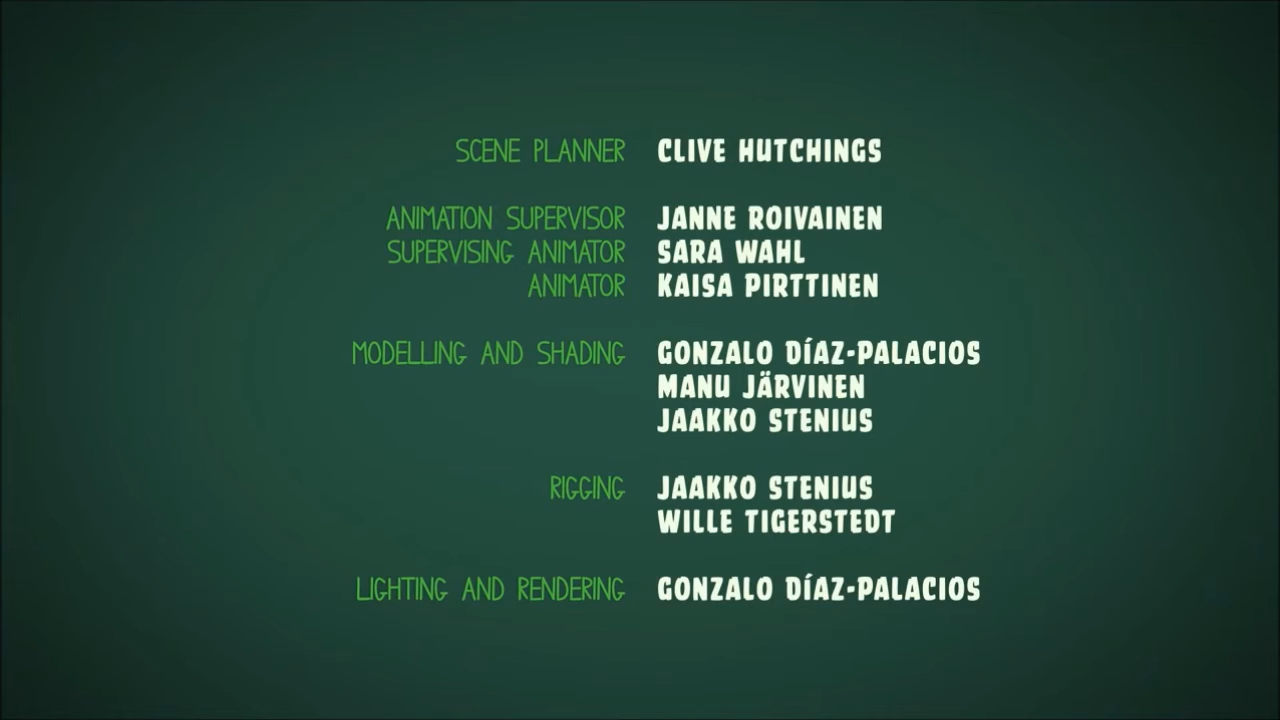 SCENE PLANNER CLIVE HUTCHINGS
ANIMATION SUPERVISOR JANNE ROIVAINEN
SUPERVISING ANIMATOR SARA WAHL
ANIMATOR KAISA PIRTTINEN
MODELLING AND SHADING GONZALO DÍAZ-PALACIOS
MANU JÄRVINEN
JAAKKO STENIUS
RIGGING JAAKKO STENIUS
WILLE TIGERSTEDT
LIGHTING AND RENDERING GONZALO DÍAZ-PALACIOS